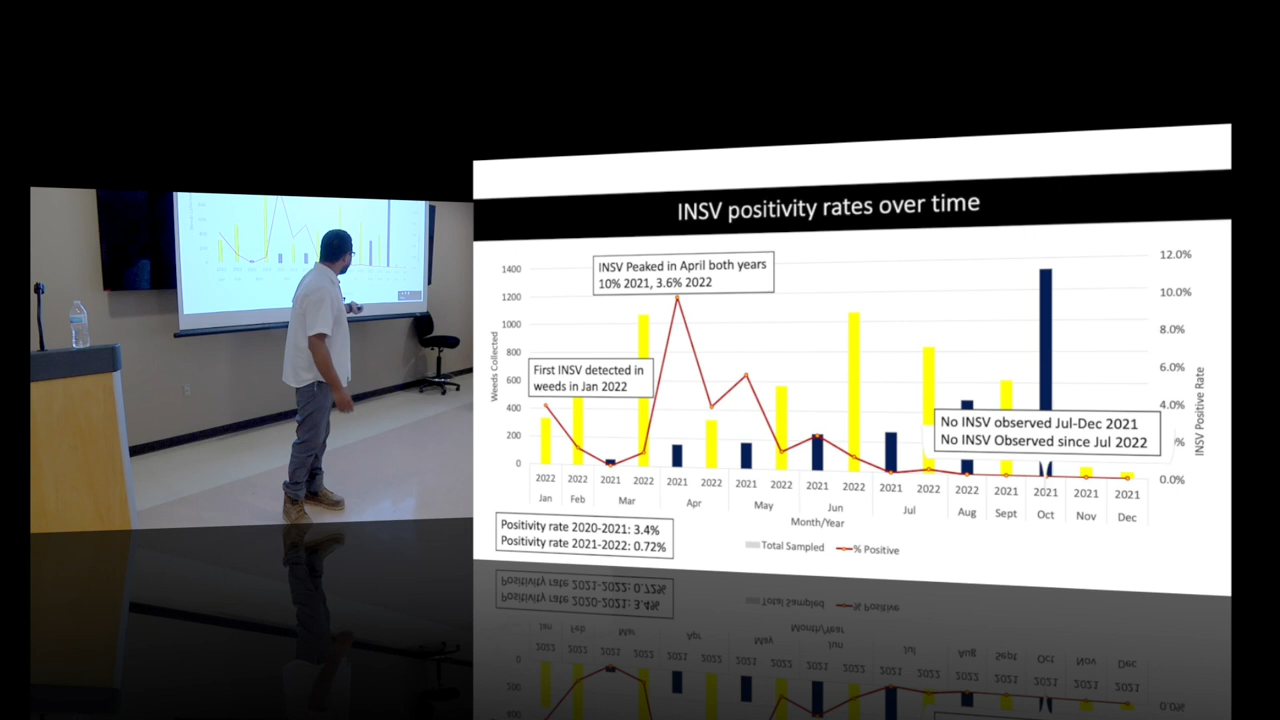 INSV positivity rates over time
INSV Peaked in April both years
10% 2021, 3.6% 2022
First INSV detected in
weeds in Jan 2022
No INSV observed Jul-Dec 2021
No INSV Observed since Jul 2022
1400
1200
1000
800
600
400
200
0
Weeds Collected
12.0%
10.0%
8.0%
6.0%
4.0%
0.0%
INSV Positive Rate
2022 2022 2021 2022 2021 2022 2021 2022 2021 2022 2021 2022 2022 2021 2021 2021 2021
Jan Feb Mar Apr May Jun Jul Aug Sept Oct Nov Dec
Month/Year
Total Sampled % Positive
Positivity rate 2020-2021: 3.4%
Positivity rate 2021-2022: 0.72%